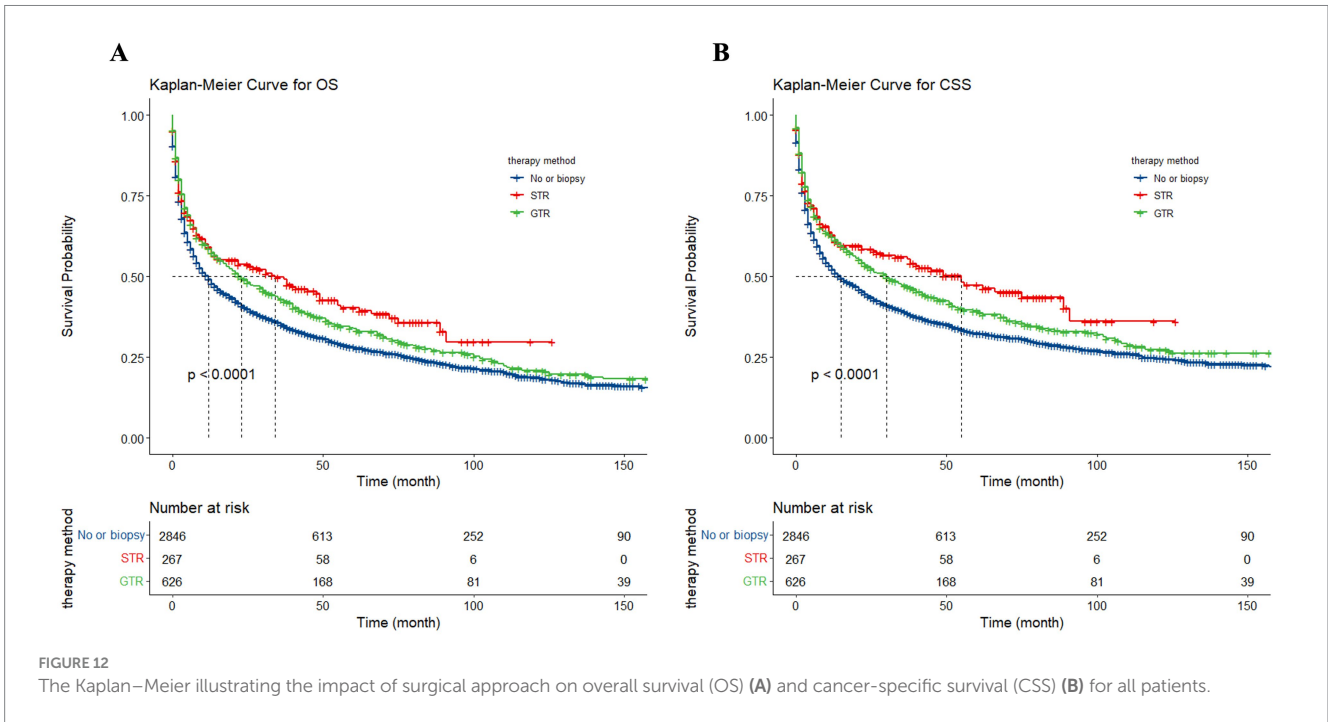 A
Kaplan-Meier Curve for OS
1.00
0.75
0.50
0.25
0.00
Survival Probability
therapy method
No or biopsy
STR
GTR
p < 0.0001
0 50 100 150
Time (month)
Number at risk
therapy method
No or biopsy 2846 613 252 90
STR 267 58 6 0
GTR 626 168 81 39
0 50 100 150
Time (month)
B
Kaplan-Meier Curve for CSS
1.00
0.75
0.50
0.25
0.00
Survival Probability
therapy method
No or biopsy
STR
GTR
p < 0.0001
0 50 100 150
Time (month)
Number at risk
therapy method
No or biopsy 2846 613 252 90
STR 267 58 6 0
GTR 626 168 81 39
0 50 100 150
Time (month)
FIGURE 12
The Kaplan–Meier illustrating the impact of surgical approach on overall survival (OS) (A) and cancer-specific survival (CSS) (B) for all patients.